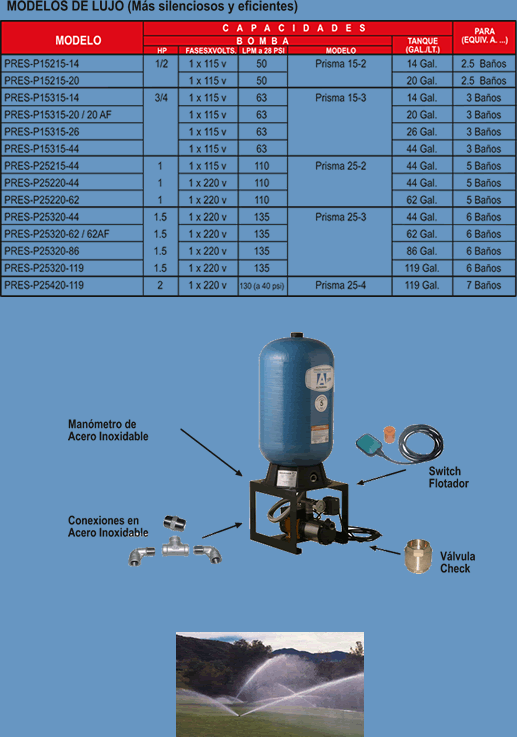 MODELOS DE LUJO (Más silenciosos y eficientes)
MODELO CAPACIDADES PARA (EQUIV. A. ...)
BOMBA TANQUE (GAL./LT.)
HP FASESXVOLTS. LPM a 28 PSI MODELO
PRES-P15215-14 1/2 1 x 115 v 50 Prisma 15-2 14 Gal. 2.5 Baños
PRES-P15215-20 1 x 115 v 50 20 Gal. 2.5 Baños
PRES-P15315-14 3/4 1 x 115 v 63 Prisma 15-3 14 Gal. 3 Baños
PRES-P15315-20 / 20 AF 1 x 115 v 63 20 Gal. 3 Baños
PRES-P15315-26 1 x 115 v 63 26 Gal. 3 Baños
PRES-P15315-44 1 x 115 v 63 44 Gal. 3 Baños
PRES-P25215-44 1 1 x 115 v 110 Prisma 25-2 44 Gal. 5 Baños
PRES-P25220-44 1 1 x 220 v 110 44 Gal. 5 Baños
PRES-P25220-62 1 1 x 220 v 110 62 Gal. 5 Baños
PRES-P25320-44 1.5 1 x 220 v 135 Prisma 25-3 44 Gal. 6 Baños
PRES-P25320-62 / 62AF 1.5 1 x 220 v 135 62 Gal. 6 Baños
PRES-P25320-86 1.5 1 x 220 v 135 86 Gal. 6 Baños
PRES-P25320-119 1.5 1 x 220 v 135 119 Gal. 6 Baños
PRES-P25420-119 2 1 x 220 v 130 (a 40 psi) Prisma 25-4 119 Gal. 7 Baños
A
5
Manómetro de
Acero Inoxidable
Switch
Flotador
Conexiones en
Acero Inoxidable
Válvula
Check